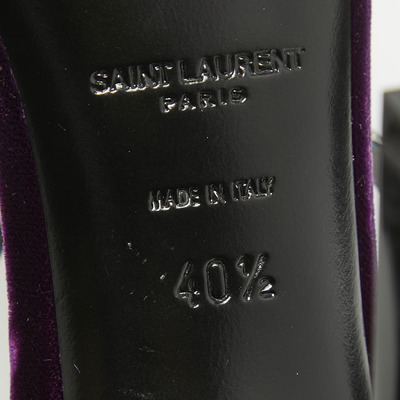 SAINT LAURENT
PARIS
MADE IN ITALY
40½